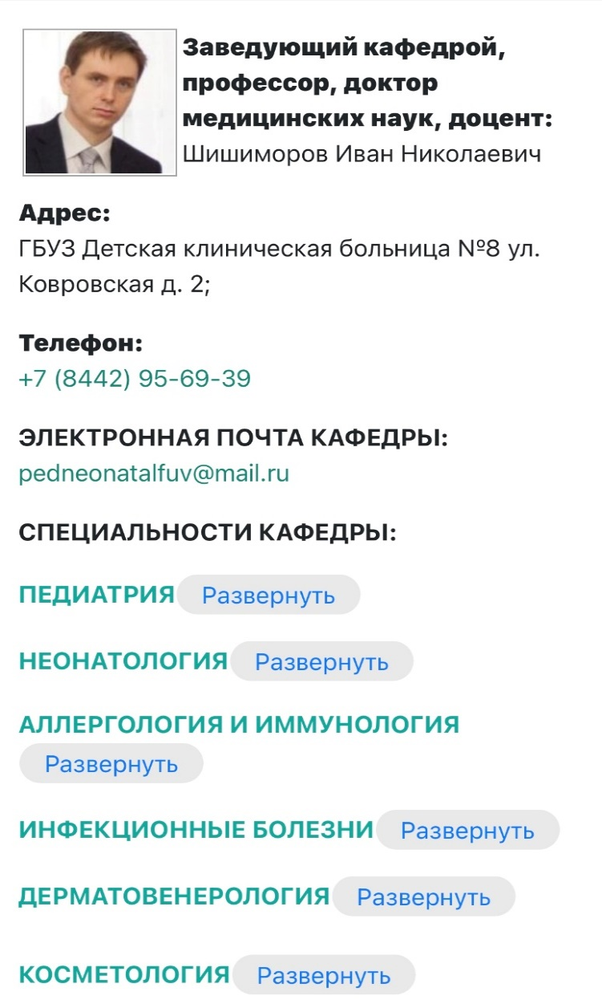 Заведующий кафедрой,
профессор, доктор
медицинских наук, доцент:
Шишиморов Иван Николаевич
Адрес:
ГБУЗ Детская клиническая больница №8 ул.
Ковровская д. 2;
Телефон:
+7 (8442) 95-69-39
ЭЛЕКТРОННАЯ ПОЧТА КАФЕДРЫ:
pedneonatalfuv@mail.ru
СПЕЦИАЛЬНОСТИ КАФЕДРЫ:
ПЕДИАТРИЯ Развернуть
НЕОНАТОЛОГИЯ Развернуть
АЛЛЕРГОЛОГИЯ И ИММУНОЛОГИЯ
Развернуть
ИНФЕКЦИОННЫЕ БОЛЕЗНИ Развернуть
ДЕРМАТОВЕНЕРОЛОГИЯ Развернуть
КОСМЕТОЛОГИЯ Развернуть